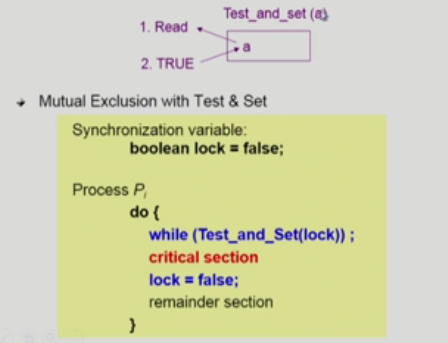 Test_and_set (a)
1. Read
a
2. TRUE
Mutual Exclusion with Test & Set
Synchronization variable:
boolean lock = false;
Process Pi
do {
while (Test_and_Set(lock)) ;
critical section
lock = false;
remainder section
}